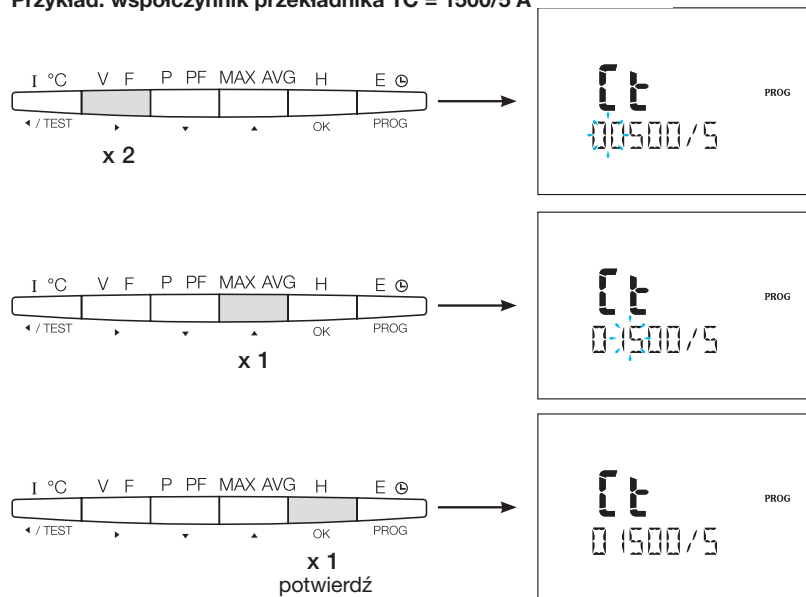 Przykład: współczynnik przekładnika TC = 1500/5 A
I °C V F P PF MAX AVG H E
/ TEST OK PROG
x 2
Ct PROG
00500/5
I °C V F P PF MAX AVG H E
/ TEST OK PROG
x 1
Ct PROG
01500/5
I °C V F P PF MAX AVG H E
/ TEST OK PROG
x 1
potwierdź
Ct PROG
01500/5